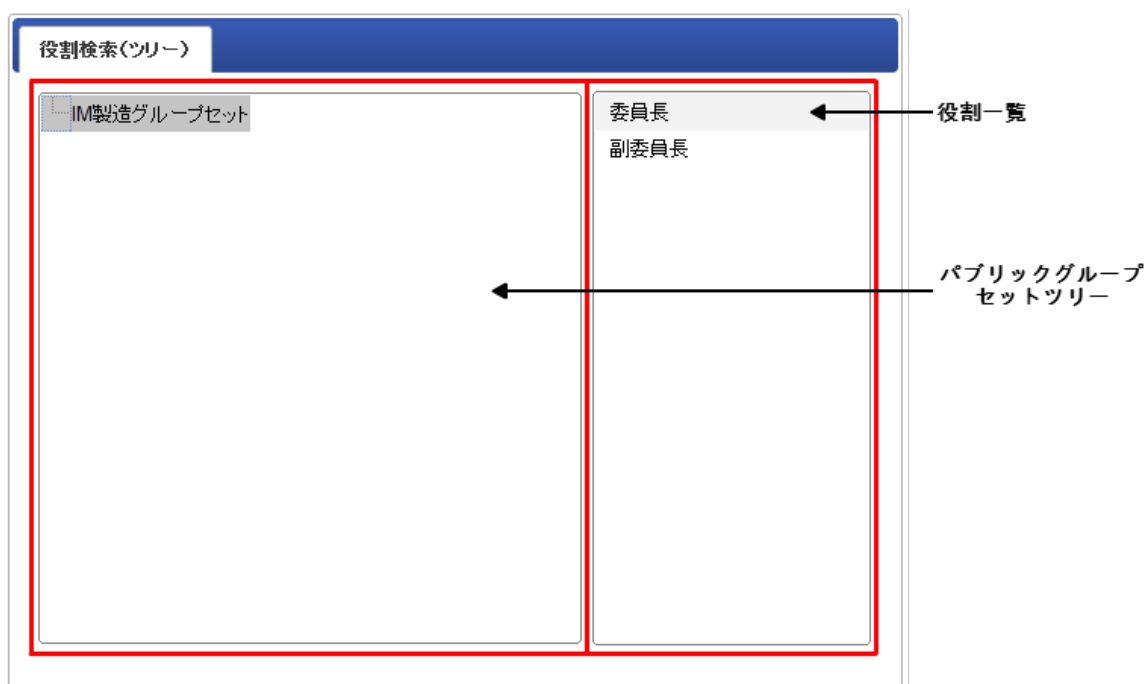 役割検索(ツリー)
IM製造グループセット
委員長
副委員長
役割一覧
パブリックグループ
セットツリー